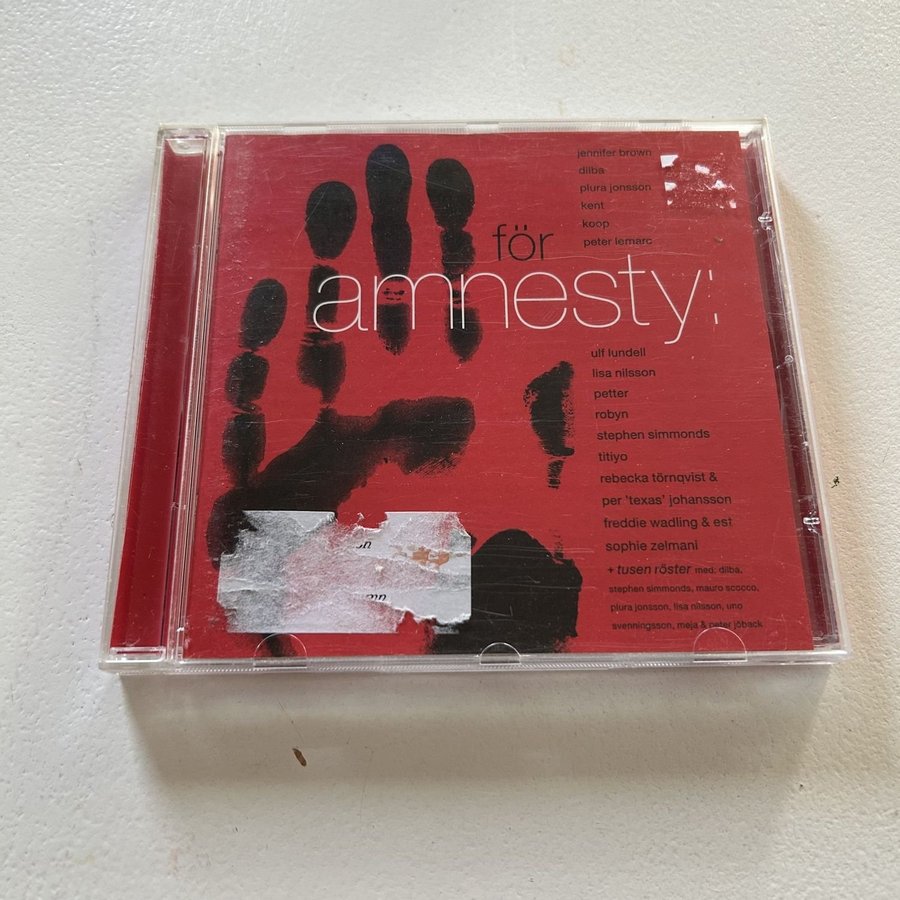 jennifer brown
dilba
plura jonsson
kent
koop
peter lemarc
för
amnesty:
ulf lundell
lisa nilsson
petter
robyn
stephen simmonds
titiyo
rebecka törnqvist &
per 'texas' johansson
freddie wadling & est
sophie zelmani
+ tusen röster med: dilba,
stephen simmonds, mauro scocco,
plura jonsson, lisa nilsson, uno
svenningsson, meja & peter jöback